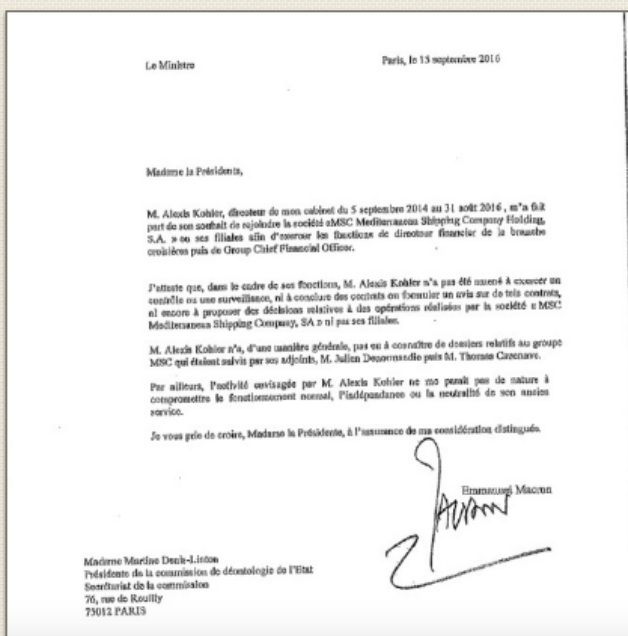 Le Ministre
Paris, le 15 septembre 2016
Madame la Présidente,
M. Alexis Kohler, directeur de mon cabinet du 5 septembre 2014 au 31 août 2016, m'a fait
part de son souhait de rejoindre la société «MSC Mediterranean Shipping Company Holding,
S.A. » ou ses filiales afin d'exercer les fonctions de directeur financier de la branche
croisières puis de Group Chief Financial Officer.
J'atteste que, dans le cadre de ses fonctions, M. Alexis Kohler n'a pas été amené à exercer un
contrôle ou une surveillance, ni à conclure des contrats ou formuler un avis sur de tels contrats,
ni encore à proposer des décisions relatives à des opérations réalisées par la société « MSC
Mediterranean Shipping Company, SA » ni par ses filiales.
M. Alexis Kohler n'a, d'une manière générale, pas eu à connaître de dossiers relatifs au groupe
MSC qui étaient suivis par ses adjoints, M. Julien Denormandie puis M. Thomas Cazenave.
Par ailleurs, l'activité envisagée par M. Alexis Kohler ne me paraît pas de nature à
compromettre le fonctionnement normal, l'indépendance ou la neutralité de son ancien
service.
Je vous prie de croire, Madame la Présidente, à l'assurance de ma considération distinguée.
Emmanuel Macron
Madame Martine Denis-Linton
Présidente de la commission de déontologie de l'Etat
Secrétariat de la commission
76, rue de Reuilly
75012 PARIS